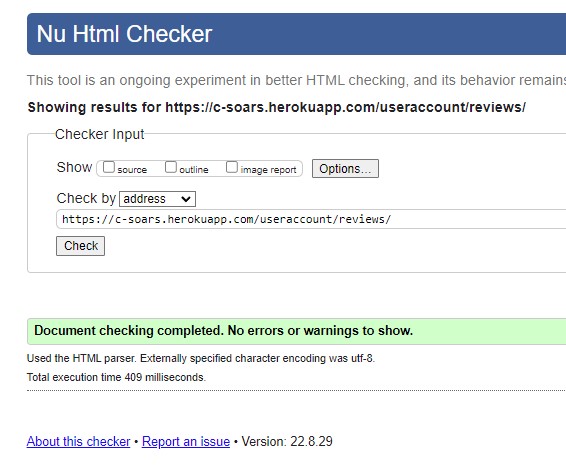 Nu Html Checker
This tool is an ongoing experiment in better HTML checking, and its behavior remains
Showing results for https://c-soars.herokuapp.com/useraccount/reviews/
Checker Input
Show source outline image report Options...
Check by address
https://c-soars.herokuapp.com/useraccount/reviews/
Check
Document checking completed. No errors or warnings to show.
Used the HTML parser. Externally specified character encoding was utf-8.
Total execution time 409 milliseconds.
About this checker • Report an issue • Version: 22.8.29